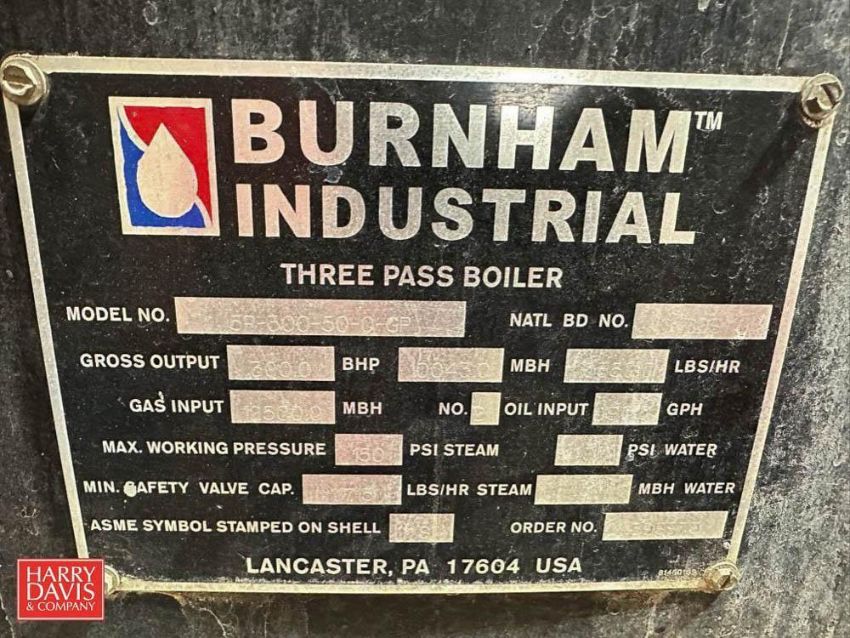 BURNHAM™
INDUSTRIAL
THREE PASS BOILER
MODEL NO. NATL BD NO.
GROSS OUTPUT BHP MBH LBS/HR
GAS INPUT MBH NO. OIL INPUT GPH
MAX. WORKING PRESSURE 150 PSI STEAM PSI WATER
MIN. SAFETY VALVE CAP. LBS/HR STEAM MBH WATER
ASME SYMBOL STAMPED ON SHELL ORDER NO.
LANCASTER, PA 17604 USA
HARRY
DAVIS
& COMPANY